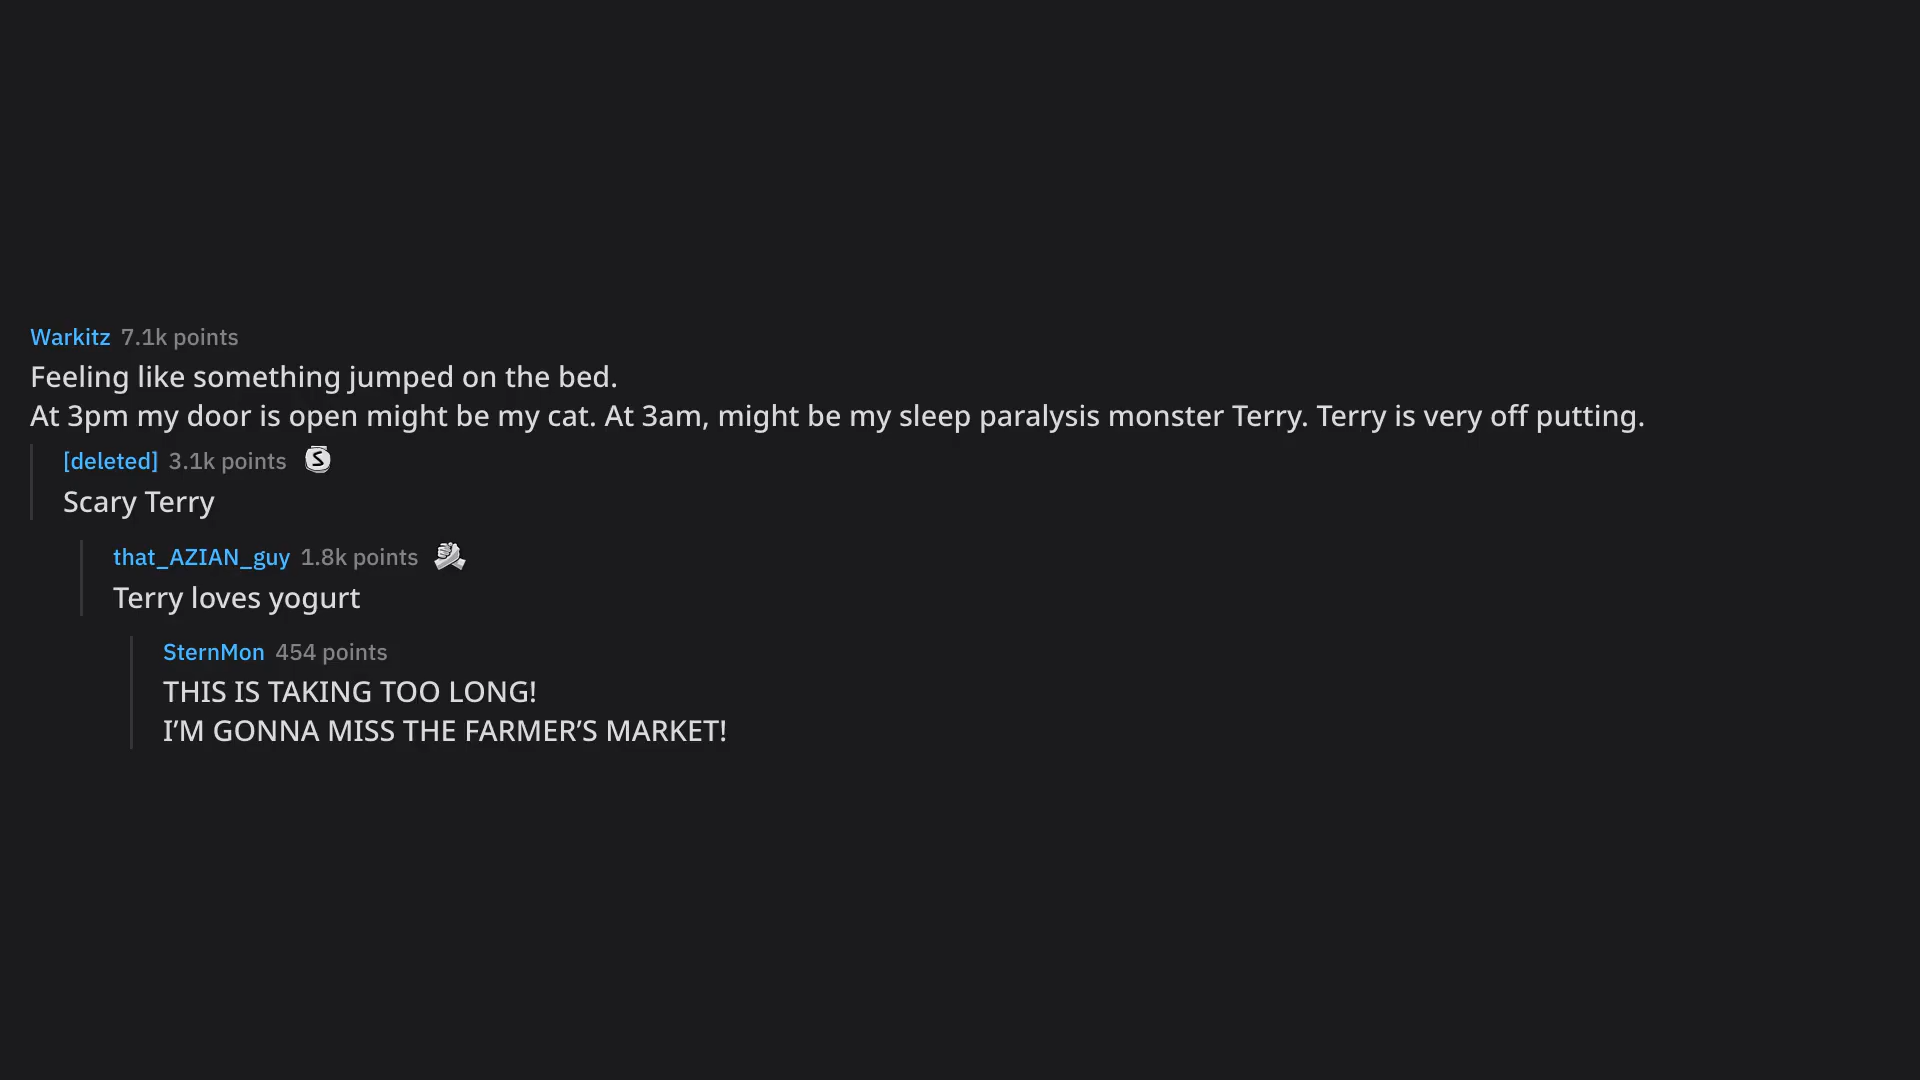 Warkitz 7.1k points
Feeling like something jumped on the bed.
At 3pm my door is open might be my cat. At 3am, might be my sleep paralysis monster Terry. Terry is very off putting.
[deleted] 3.1k points S
Scary Terry
that_AZIAN_guy 1.8k points
Terry loves yogurt
SternMon 454 points
THIS IS TAKING TOO LONG!
I’M GONNA MISS THE FARMER’S MARKET!